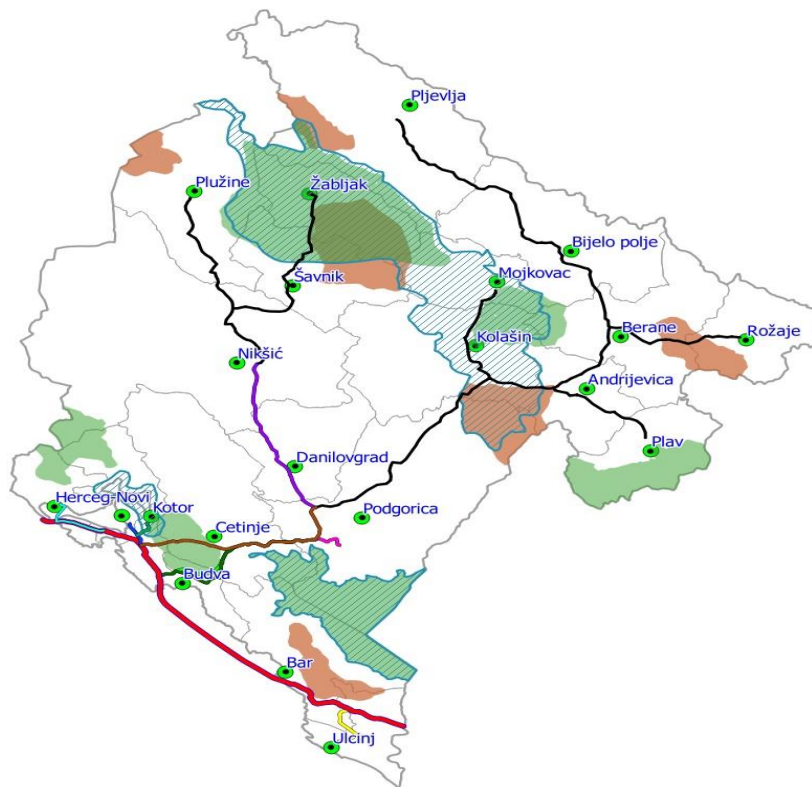 Pljevlja
Plužine
Žabljak
Bijelo polje
Šavnik
Mojkovac
Berane
Rožaje
Kolašin
Nikšić
Andrijevica
Plav
Danilovgrad
Herceg-Novi
Kotor
Podgorica
Cetinje
Budva
Bar
Ulcinj